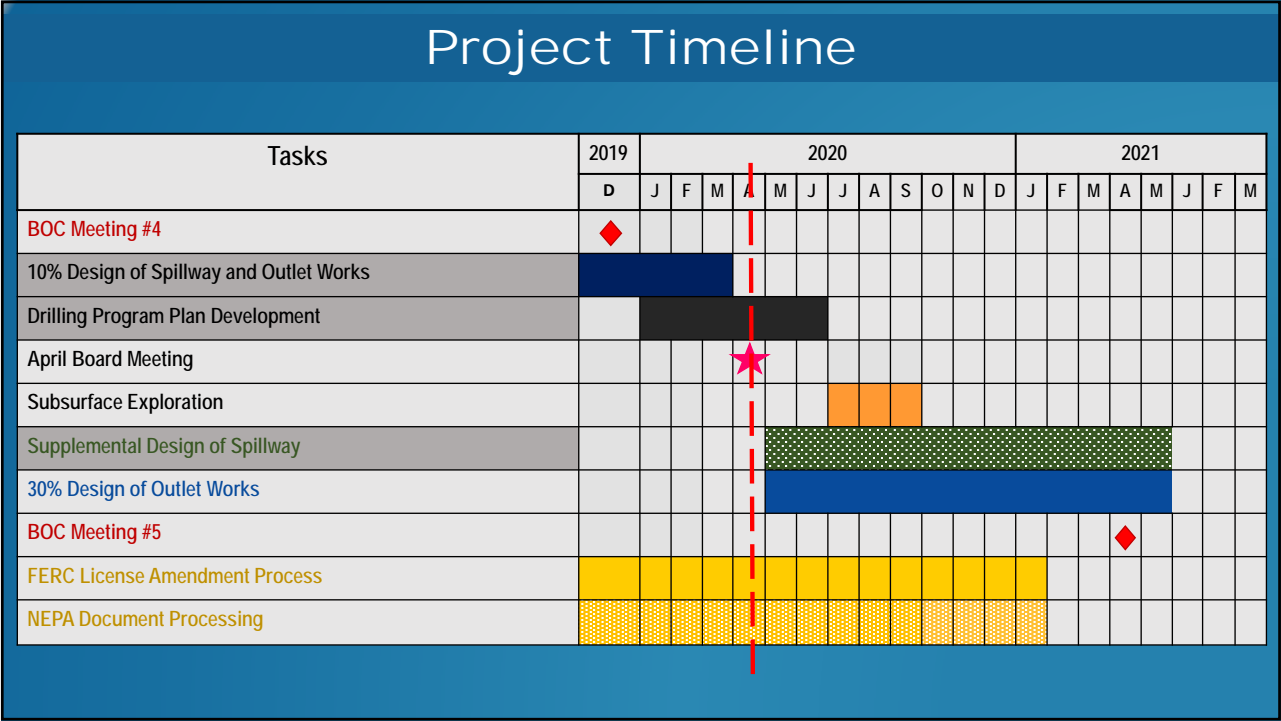 Project Timeline
Tasks 2019 2020 2021
D J F M A M J J A S O N D J F M A M J F M
BOC Meeting #4
10% Design of Spillway and Outlet Works
Drilling Program Plan Development
April Board Meeting
Subsurface Exploration
Supplemental Design of Spillway
30% Design of Outlet Works
BOC Meeting #5
FERC License Amendment Process
NEPA Document Processing